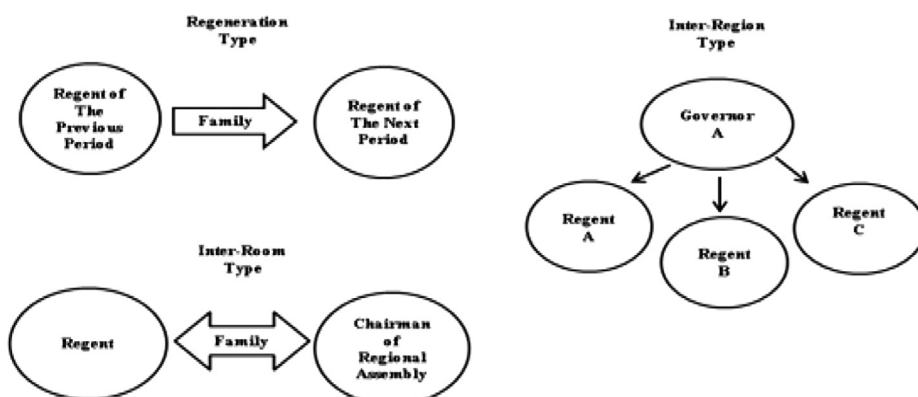 Regeneration
Type
Regent of
The
Previous
Period
Family
Regent of
The Next
Period
Inter-Region
Type
Governor
A
Regent
A
Regent
B
Regent
C
Inter-Room
Type
Regent
Family
Chairman
of
Regional
Assembly